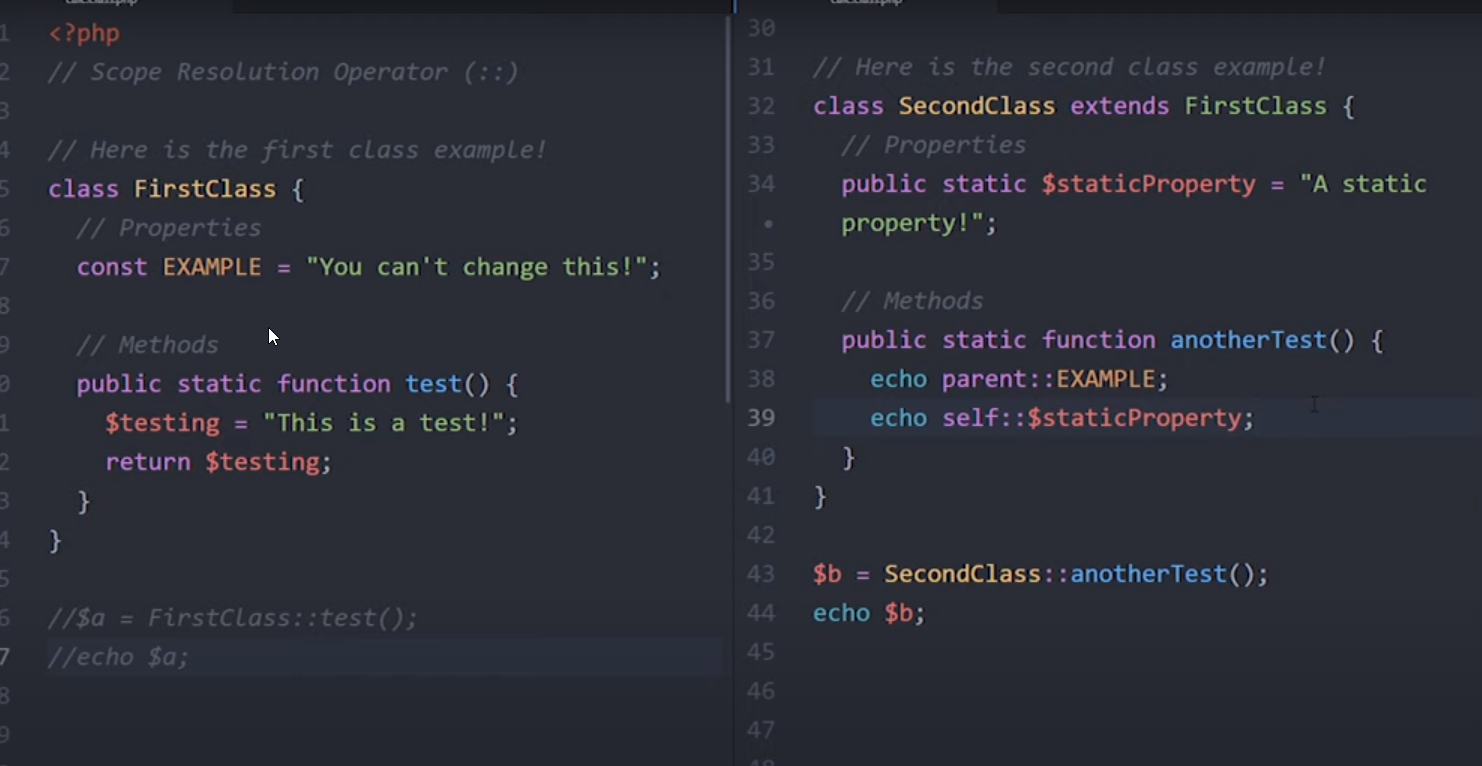 1 <?php
2 // Scope Resolution Operator (::)
3
4 // Here is the first class example!
5 class FirstClass {
6   // Properties
7   const EXAMPLE = "You can't change this!";
8
9   // Methods
0   public static function test() {
1     $testing = "This is a test!";
2     return $testing;
3   }
4 }
5
6 //$a = FirstClass::test();
7 //echo $a;
8
9
30
31 // Here is the second class example!
32 class SecondClass extends FirstClass {
33   // Properties
34   public static $staticProperty = "A static
•   property!";
35
36   // Methods
37   public static function anotherTest() {
38     echo parent::EXAMPLE;
39     echo self::$staticProperty;
40   }
41 }
42
43 $b = SecondClass::anotherTest();
44 echo $b;
45
46
47